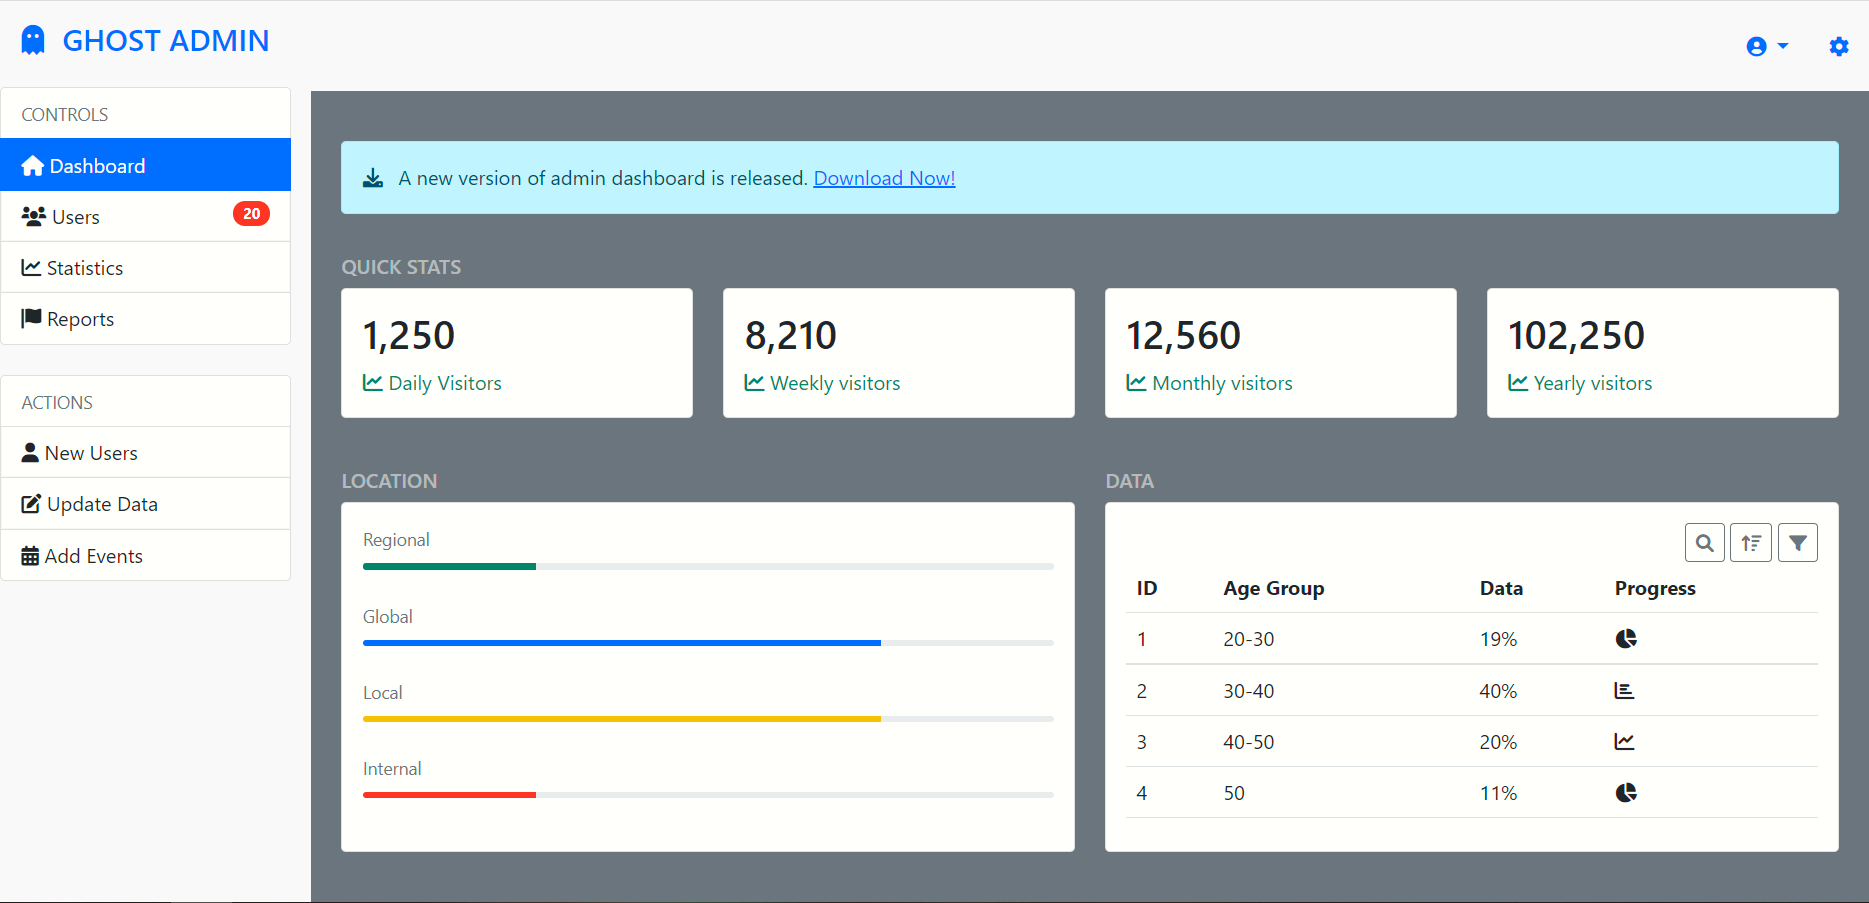 GHOST ADMIN
CONTROLS
Dashboard
Users 20
Statistics
Reports
ACTIONS
New Users
Update Data
Add Events
A new version of admin dashboard is released. Download Now!
QUICK STATS
1,250
Daily Visitors
8,210
Weekly visitors
12,560
Monthly visitors
102,250
Yearly visitors
LOCATION
Regional
Global
Local
Internal
DATA
ID Age Group Data Progress
1 20-30 19%
2 30-40 40%
3 40-50 20%
4 50 11%